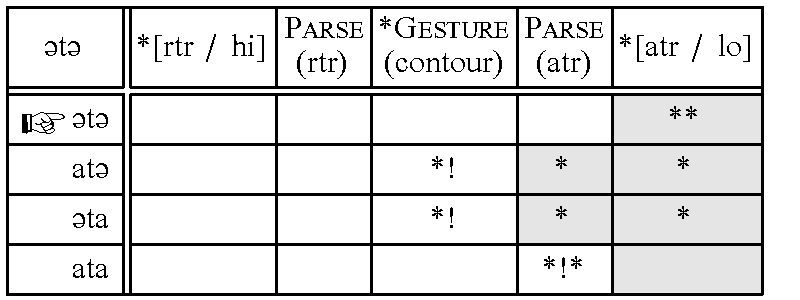 ətə *[rtr / hi] PARSE (rtr) *GESTURE (contour) PARSE (atr) *[atr / lo]
☞ ətə **
atə *! * *
əta *! * *
ata *!*